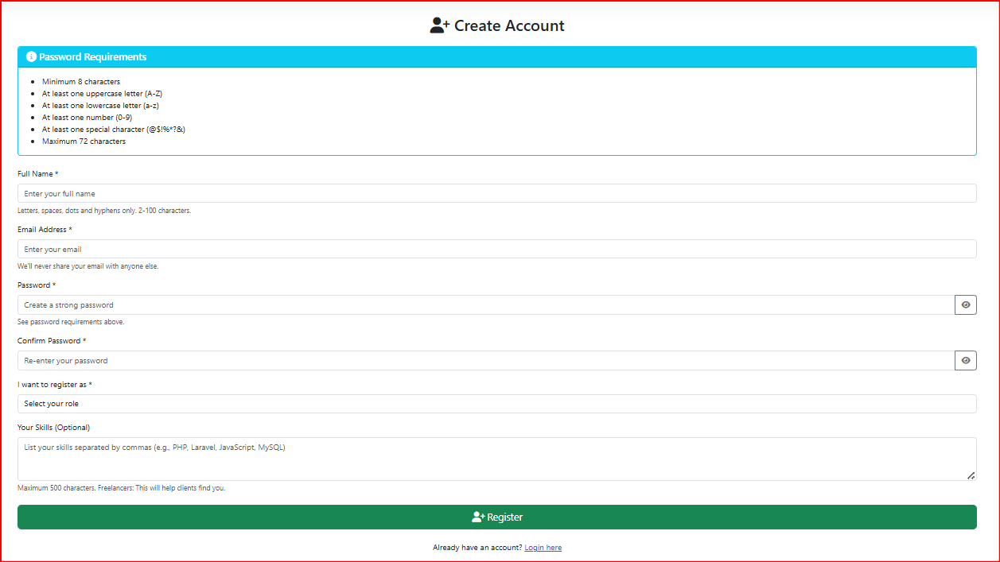 Create Account
Password Requirements
Minimum 8 characters
At least one uppercase letter (A-Z)
At least one lowercase letter (a-z)
At least one number (0-9)
At least one special character (@$!%*?&)
Maximum 72 characters
Full Name *
Enter your full name
Letters, spaces, dots and hyphens only. 2-100 characters.
Email Address *
Enter your email
We'll never share your email with anyone else.
Password *
Create a strong password
See password requirements above.
Confirm Password *
Re-enter your password
I want to register as *
Select your role
Your Skills (Optional)
List your skills separated by commas (e.g., PHP, Laravel, JavaScript, MySQL)
Maximum 500 characters. Freelancers: This will help clients find you.
Register
Already have an account? Login here